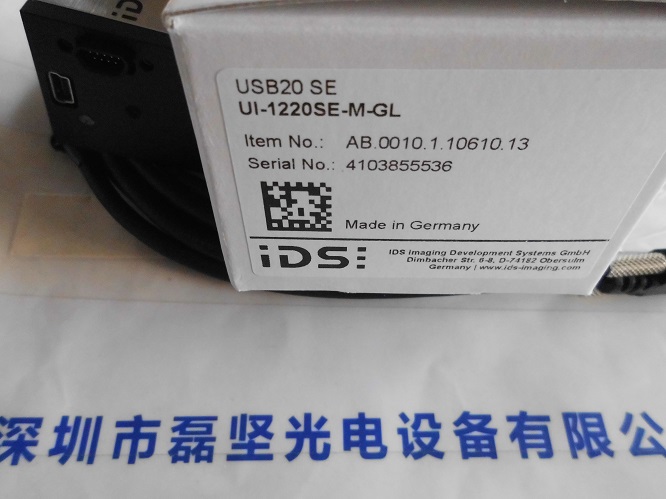 iDS
USB20 SE
UI-1220SE-M-GL
Item No.: AB.0010.1.10610.13
Serial No.: 4103855536
Made in Germany
iDS:
IDS Imaging Development Systems GmbH
Dimbacher Str. 6-8, D-74182 Obersulm
Germany | www.ids-imaging.com
深圳市磊坚光电设备有限公